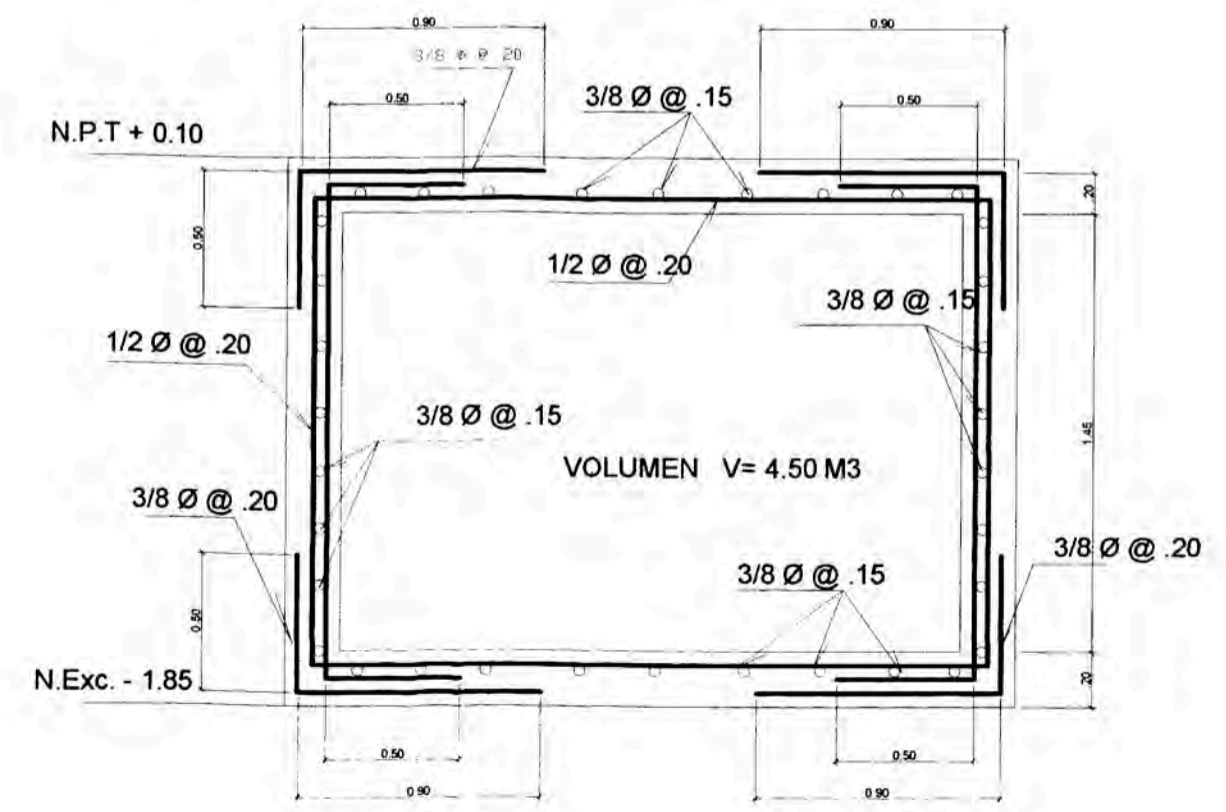 0.90
0.90
3/8 Ø @ .20
0.50
3/8 Ø @ .15
0.50
N.P.T + 0.10
.20
0.50
1/2 Ø @ .20
3/8 Ø @ .15
1/2 Ø @ .20
3/8 Ø @ .15
1.45
VOLUMEN V= 4.50 M3
3/8 Ø @ .20
3/8 Ø @ .20
3/8 Ø @ .15
0.50
N.Exc. - 1.85
.20
0.50
0.50
0.90
0.90